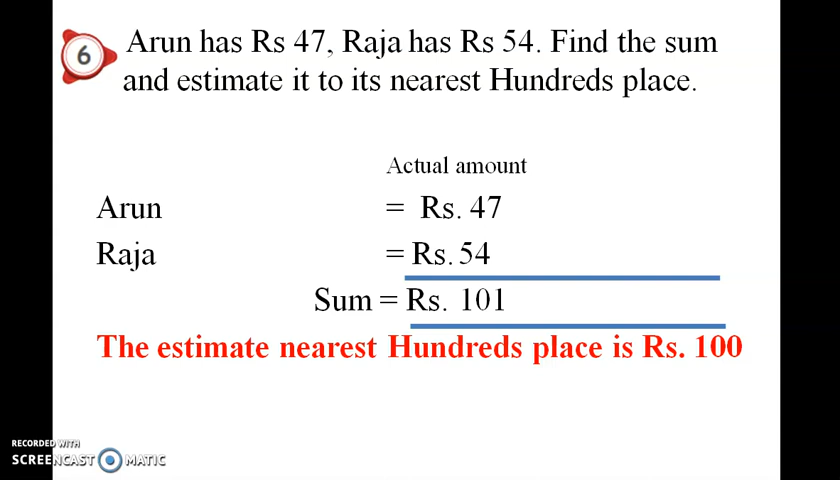 6
Arun has Rs 47, Raja has Rs 54. Find the sum
and estimate it to its nearest Hundreds place.
Actual amount
Arun = Rs. 47
Raja = Rs. 54
Sum = Rs. 101
The estimate nearest Hundreds place is Rs. 100
RECORDED WITH
SCREENCAST MATIC